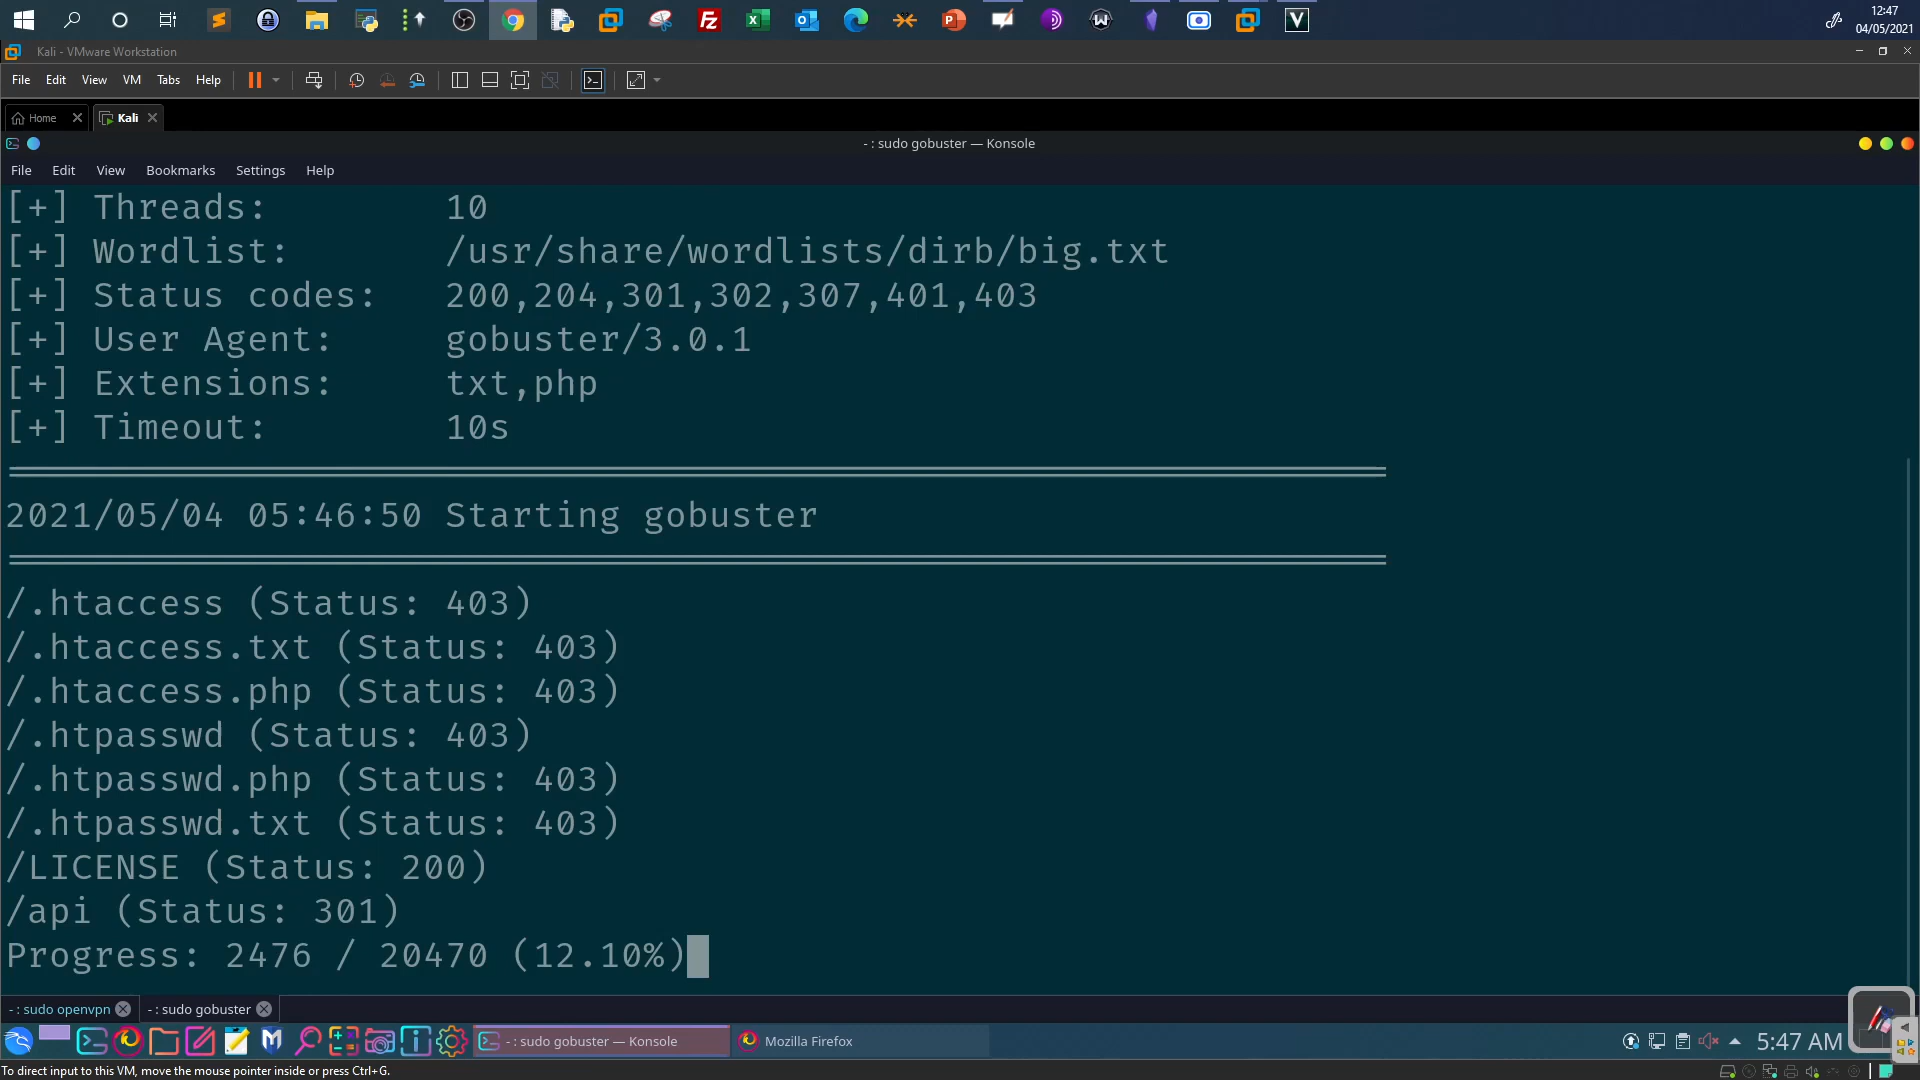 12:47
04/05/2021
Kali - VMware Workstation
File Edit View VM Tabs Help
Home Kali
- : sudo gobuster — Konsole
File Edit View Bookmarks Settings Help
[+] Threads: 10
[+] Wordlist: /usr/share/wordlists/dirb/big.txt
[+] Status codes: 200,204,301,302,307,401,403
[+] User Agent: gobuster/3.0.1
[+] Extensions: txt,php
[+] Timeout: 10s
2021/05/04 05:46:50 Starting gobuster
/.htaccess (Status: 403)
/.htaccess.txt (Status: 403)
/.htaccess.php (Status: 403)
/.htpasswd (Status: 403)
/.htpasswd.php (Status: 403)
/.htpasswd.txt (Status: 403)
/LICENSE (Status: 200)
/api (Status: 301)
Progress: 2476 / 20470 (12.10%)
- : sudo openvpn - : sudo gobuster
- : sudo gobuster — Konsole Mozilla Firefox 5:47 AM
To direct input to this VM, move the mouse pointer inside or press Ctrl+G.